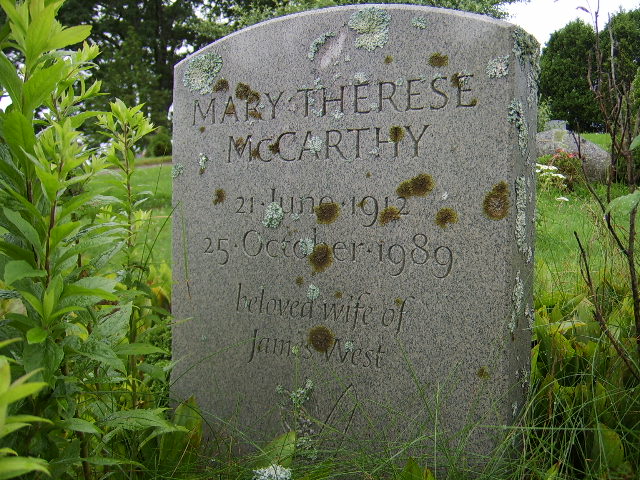 MARY THERESE
McCARTHY
21·June·1912
25·October·1989
beloved wife of
James West